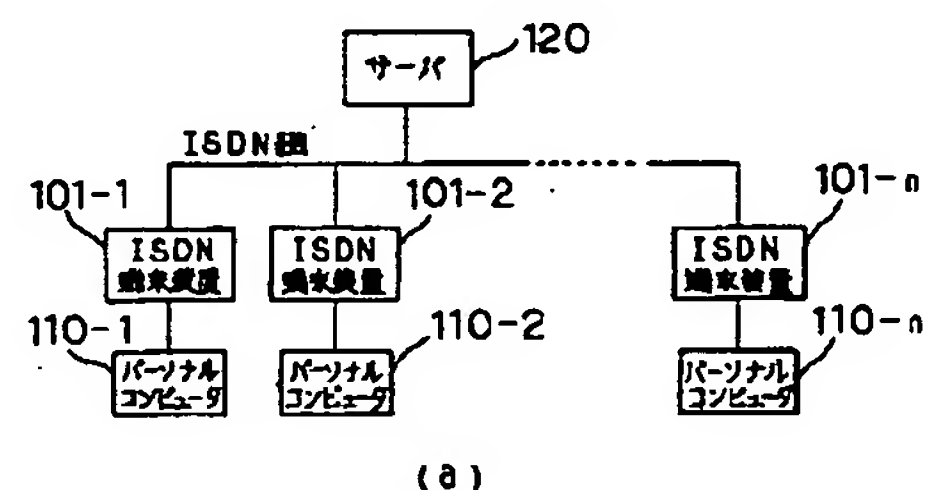 120
サーバ
ISDN網
101-1
101-2
101-n
ISDN
端末装置
ISDN
端末装置
ISDN
端末装置
110-1
110-2
110-n
パーソナル
コンピュータ
パーソナル
コンピュータ
パーソナル
コンピュータ
(a)